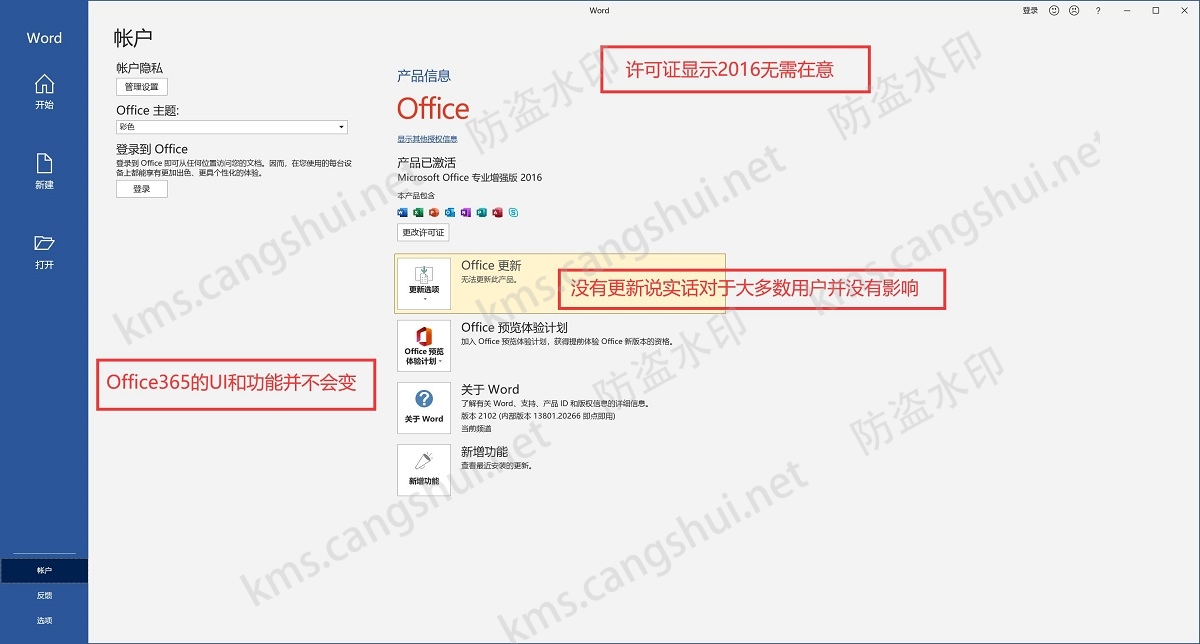 Word
登录
?
Word
开始
新建
打开
帐户
反馈
选项
帐户
帐户隐私
管理设置
Office 主题:
彩色
登录到 Office
登录到 Office 即可从任何位置访问您的文档。因而，在您使用的每台设
备上都能享有更加出色、更具个性化的体验。
登录
Office365的UI和功能并不会变
产品信息
许可证显示2016无需在意
Office
显示其他授权信息
产品已激活
Microsoft Office 专业增强版 2016
本产品包含
更改许可证
更新选项
Office 更新
无法更新此产品。
没有更新说实话对于大多数用户并没有影响
Office 预览
体验计划
Office 预览体验计划
加入 Office 预览体验计划，获得提前体验 Office 新版本的资格。
关于 Word
关于 Word
了解有关 Word、支持、产品 ID 和版权信息的详细信息。
版本 2102 (内部版本 13801.20266 即点即用)
当前频道
新增功能
新增功能
查看最近安装的更新。
防盗水印
防盗水印
kms.cangshui.net
kms.cangshui.net
kms.cangshui.net
防盗水印
防盗水印
kms.cangshui.net
kms.cangshui.net